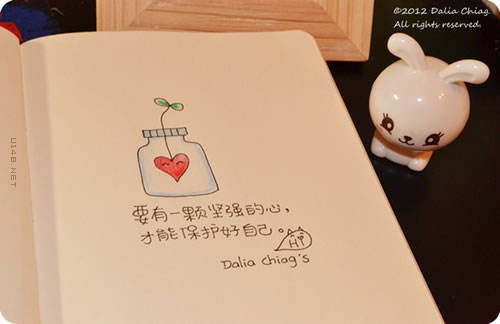 ©2012 Dalia Chiag.
All rights reserved.
U148.NET
要有一颗坚强的心,
才能保护好自己。
Hi
Dalia Chiag's